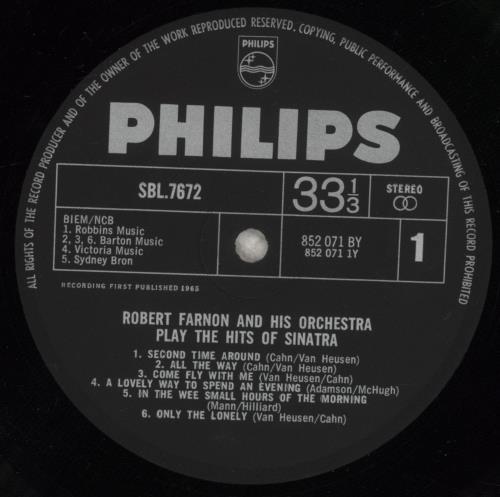 ALL RIGHTS OF THE RECORD PRODUCER AND OF THE OWNER OF THE WORK REPRODUCED RESERVED. COPYING, PUBLIC PERFORMANCE AND BROADCASTING OF THIS RECORD PROHIBITED
PHILIPS
PHILIPS
SBL.7672
33 1/3
STEREO
BIEM/NCB
1. Robbins Music
2, 3, 6. Barton Music
4. Victoria Music
5. Sydney Bron
852 071 BY
852 071 1Y
1
RECORDING FIRST PUBLISHED 1965
ROBERT FARNON AND HIS ORCHESTRA
PLAY THE HITS OF SINATRA
1. SECOND TIME AROUND (Cahn/Van Heusen)
2. ALL THE WAY (Cahn/Van Heusen)
3. COME FLY WITH ME (Van Heusen/Cahn)
4. A LOVELY WAY TO SPEND AN EVENING (Adamson/McHugh)
5. IN THE WEE SMALL HOURS OF THE MORNING
(Mann/Hilliard)
6. ONLY THE LONELY (Van Heusen/Cahn)